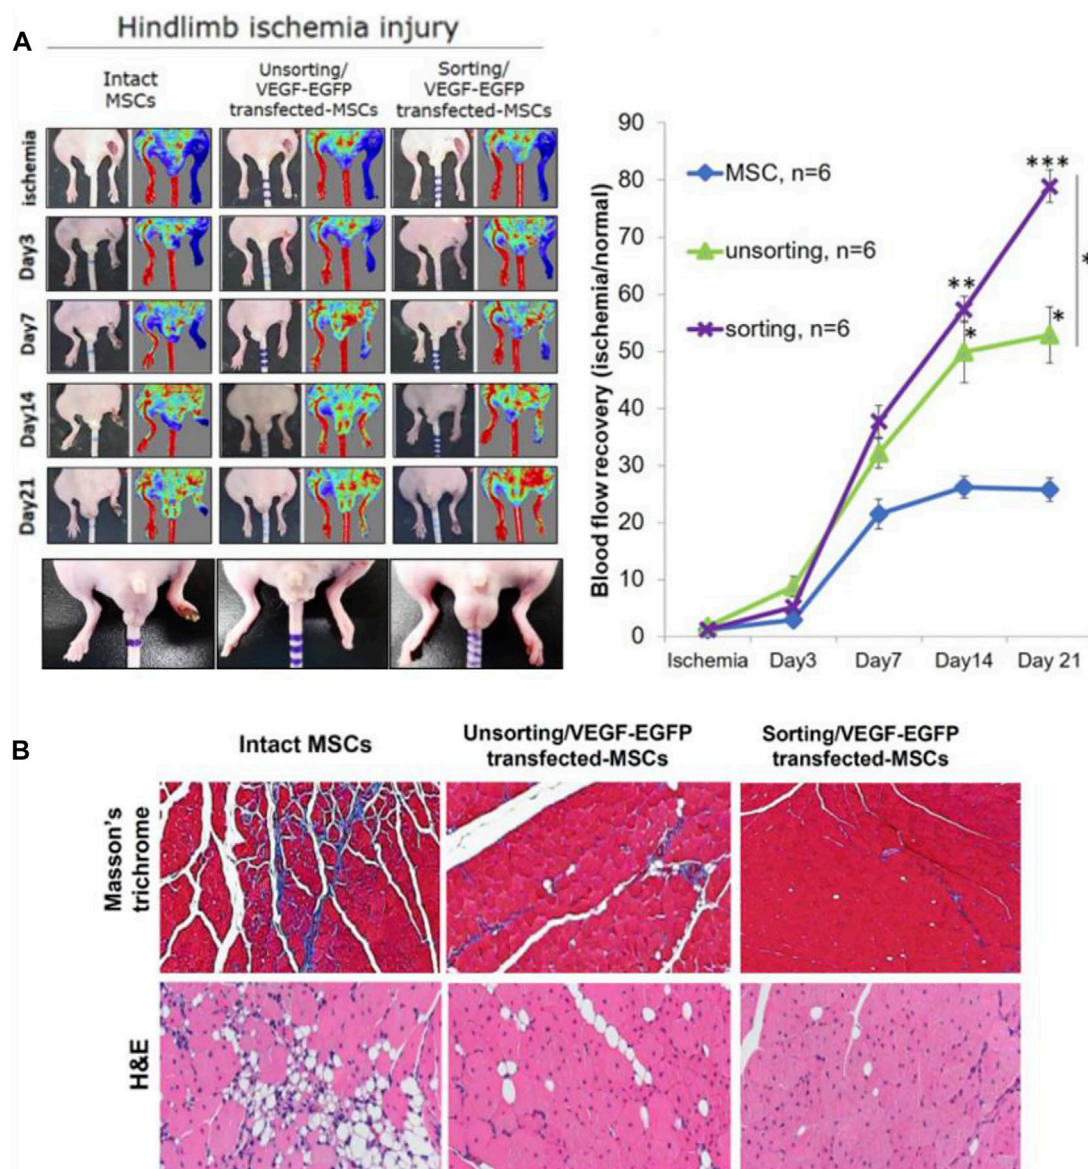 A
Hindlimb ischemia injury
Intact
MSCs
Unsorting/
VEGF-EGFP
transfected-MSCs
Sorting/
VEGF-EGFP
transfected-MSCs
ischemia
Day3
Day7
Day14
Day21
Blood flow recovery (ischemia/normal)
90
80
70
60
50
40
30
20
10
0
MSC, n=6
unsorting, n=6
sorting, n=6
***
**
*
*
*
Ischemia Day3 Day7 Day14 Day 21
B
Intact MSCs
Unsorting/VEGF-EGFP
transfected-MSCs
Sorting/VEGF-EGFP
transfected-MSCs
Masson's
trichrome
H&E